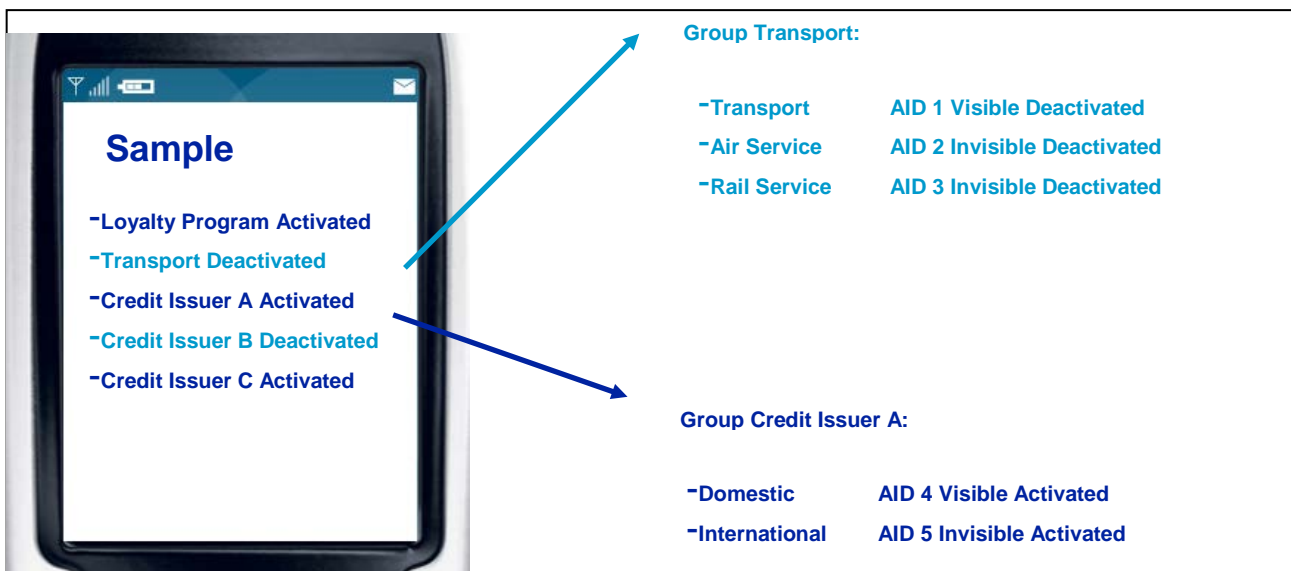 Sample
-Loyalty Program Activated
-Transport Deactivated
-Credit Issuer A Activated
-Credit Issuer B Deactivated
-Credit Issuer C Activated
Group Transport:
-Transport AID 1 Visible Deactivated
-Air Service AID 2 Invisible Deactivated
-Rail Service AID 3 Invisible Deactivated
Group Credit Issuer A:
-Domestic AID 4 Visible Activated
-International AID 5 Invisible Activated